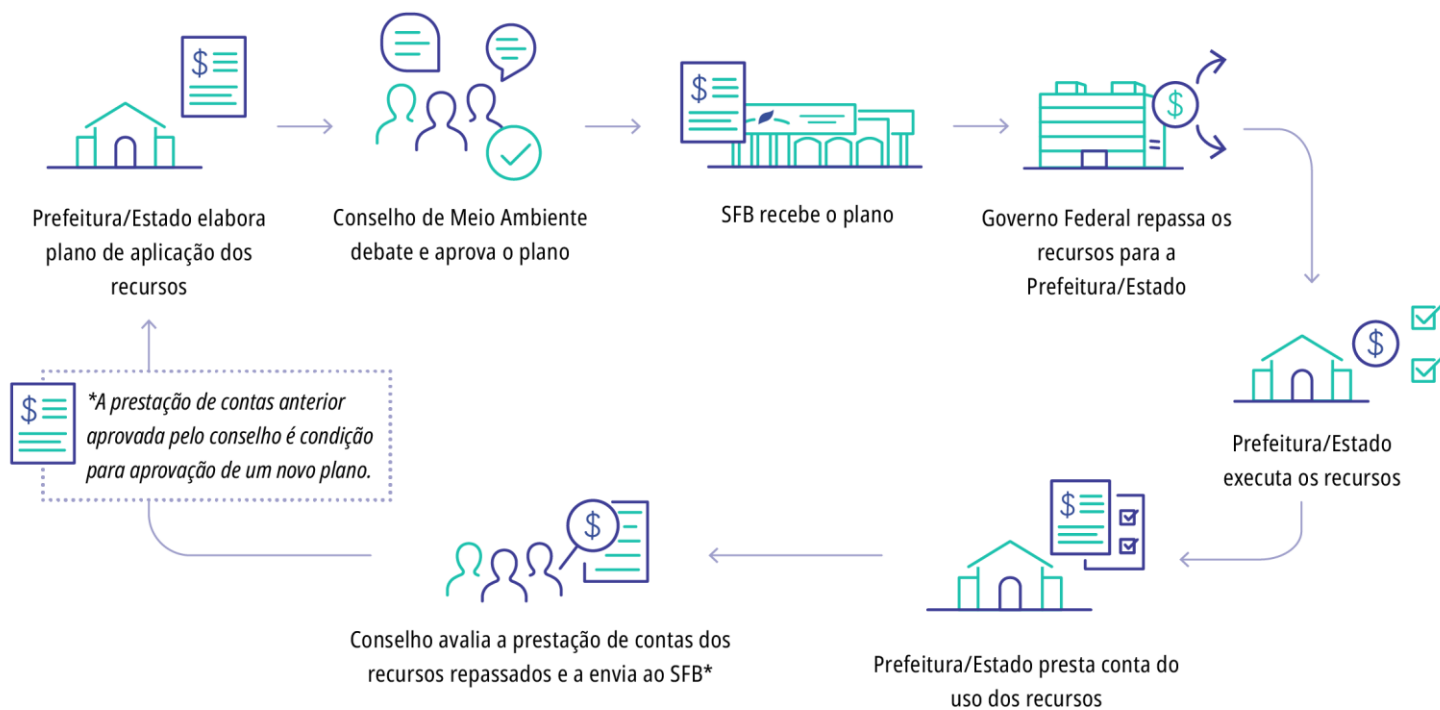 Prefeitura/Estado elabora
plano de aplicação dos
recursos
Conselho de Meio Ambiente
debate e aprova o plano
SFB recebe o plano
Governo Federal repassa os
recursos para a
Prefeitura/Estado
Prefeitura/Estado
executa os recursos
Prefeitura/Estado presta conta do
uso dos recursos
Conselho avalia a prestação de contas dos
recursos repassados e a envia ao SFB*
*A prestação de contas anterior
aprovada pelo conselho é condição
para aprovação de um novo plano.
$
$
$
$
$
$
$
$